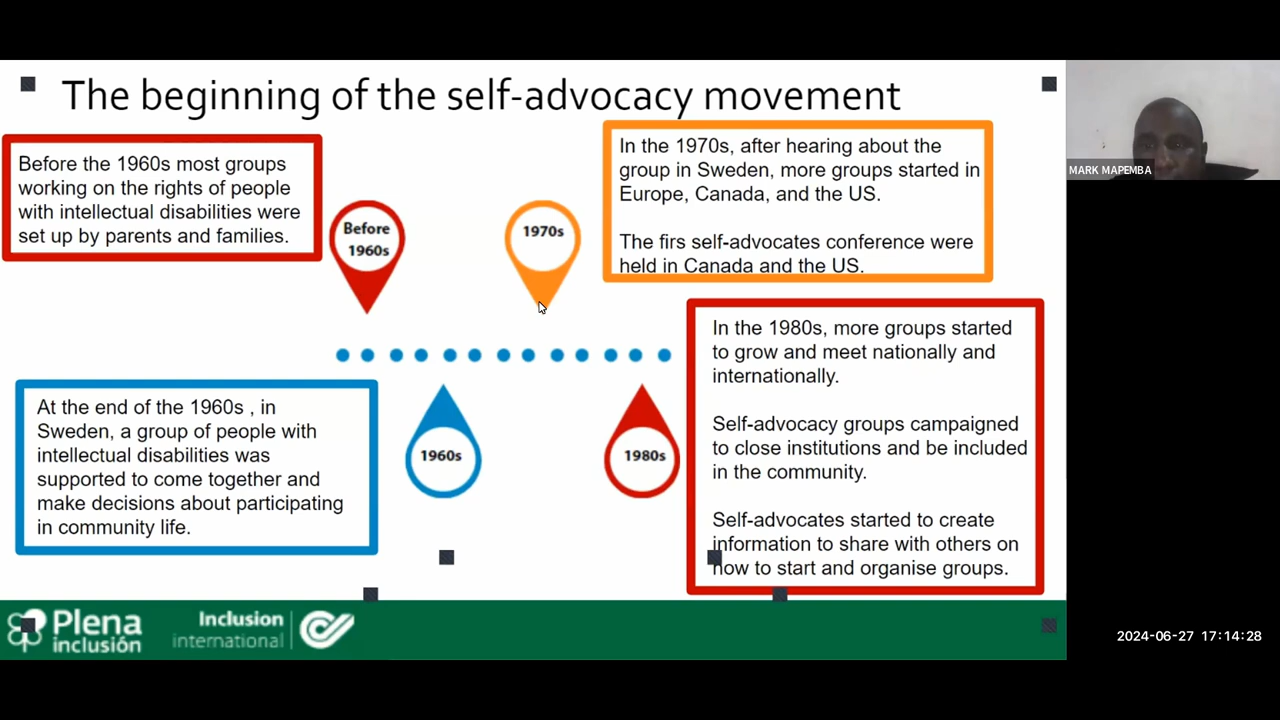 The beginning of the self-advocacy movement
Before the 1960s most groups
working on the rights of people
with intellectual disabilities were
set up by parents and families.
Before
1960s
1970s
In the 1970s, after hearing about the
group in Sweden, more groups started in
Europe, Canada, and the US.
The firs self-advocates conference were
held in Canada and the US.
MARK MAPEMBA
At the end of the 1960s , in
Sweden, a group of people with
intellectual disabilities was
supported to come together and
make decisions about participating
in community life.
1960s
1980s
In the 1980s, more groups started
to grow and meet nationally and
internationally.
Self-advocacy groups campaigned
to close institutions and be included
in the community.
Self-advocates started to create
information to share with others on
how to start and organise groups.
Plena
inclusión
Inclusion
international
2024-06-27 17:14:28